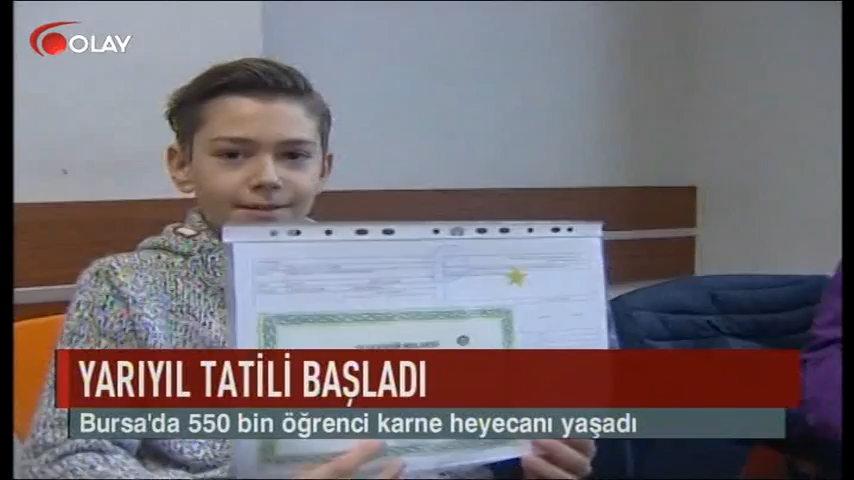 OLAY
YARIYIL TATİLİ BAŞLADI
Bursa'da 550 bin öğrenci karne heyecanı yaşadı